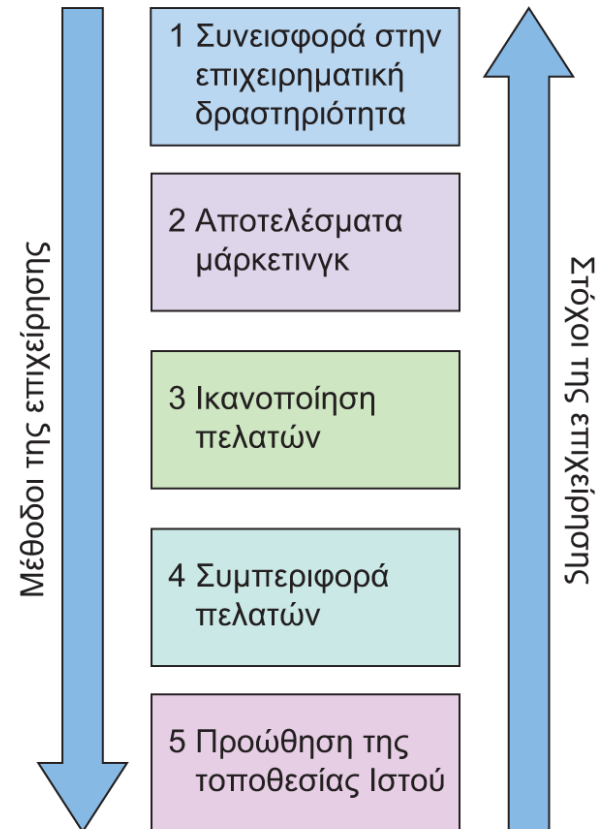 1 Συνεισφορά στην
επιχειρηματική
δραστηριότητα
2 Αποτελέσματα
μάρκετινγκ
3 Ικανοποίηση
πελατών
4 Συμπεριφορά
πελατών
5 Προώθηση της
τοποθεσίας Ιστού
Μέθοδοι της επιχείρησης
Στόχοι της επιχείρησης